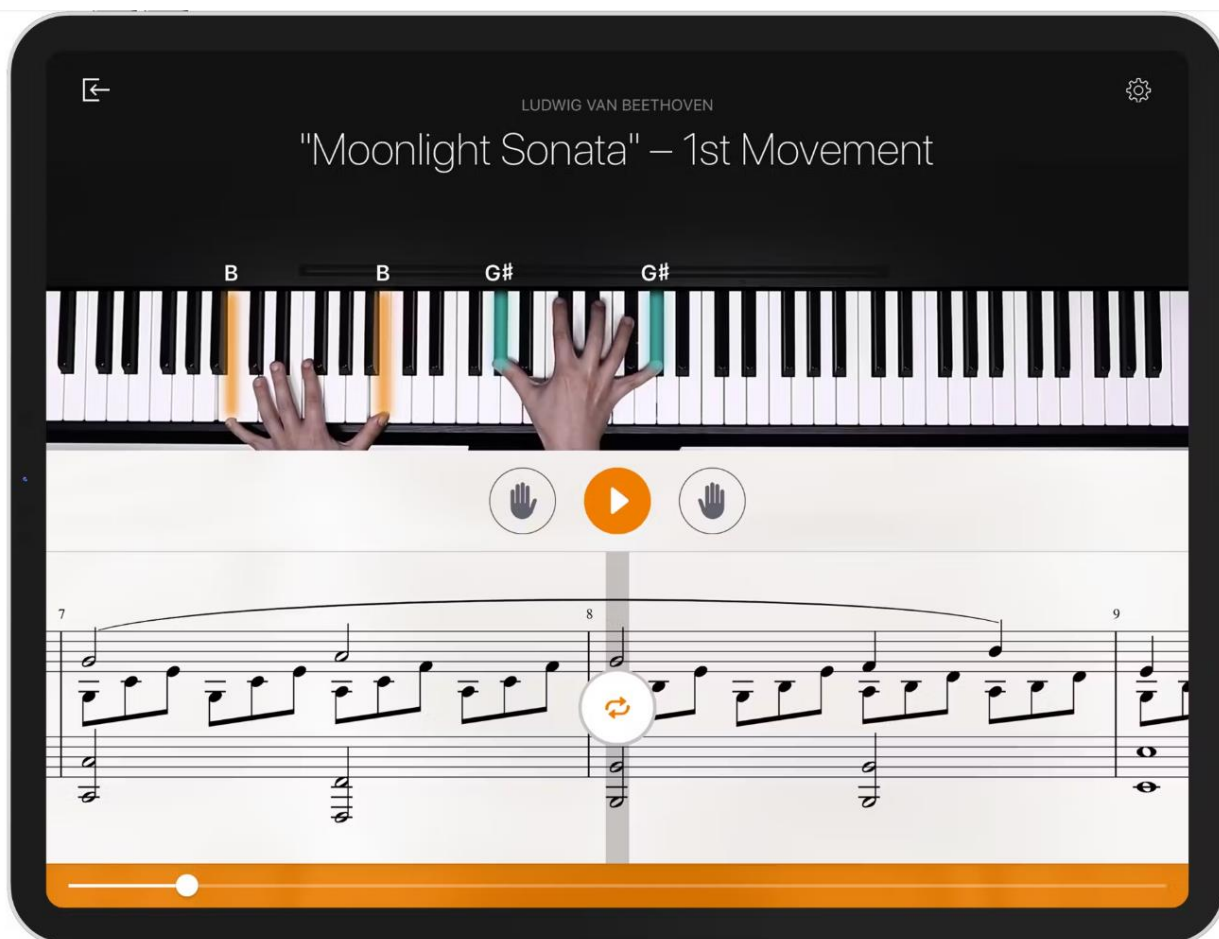 LUDWIG VAN BEETHOVEN
"Moonlight Sonata" – 1st Movement
B B G# G#
7 8 9